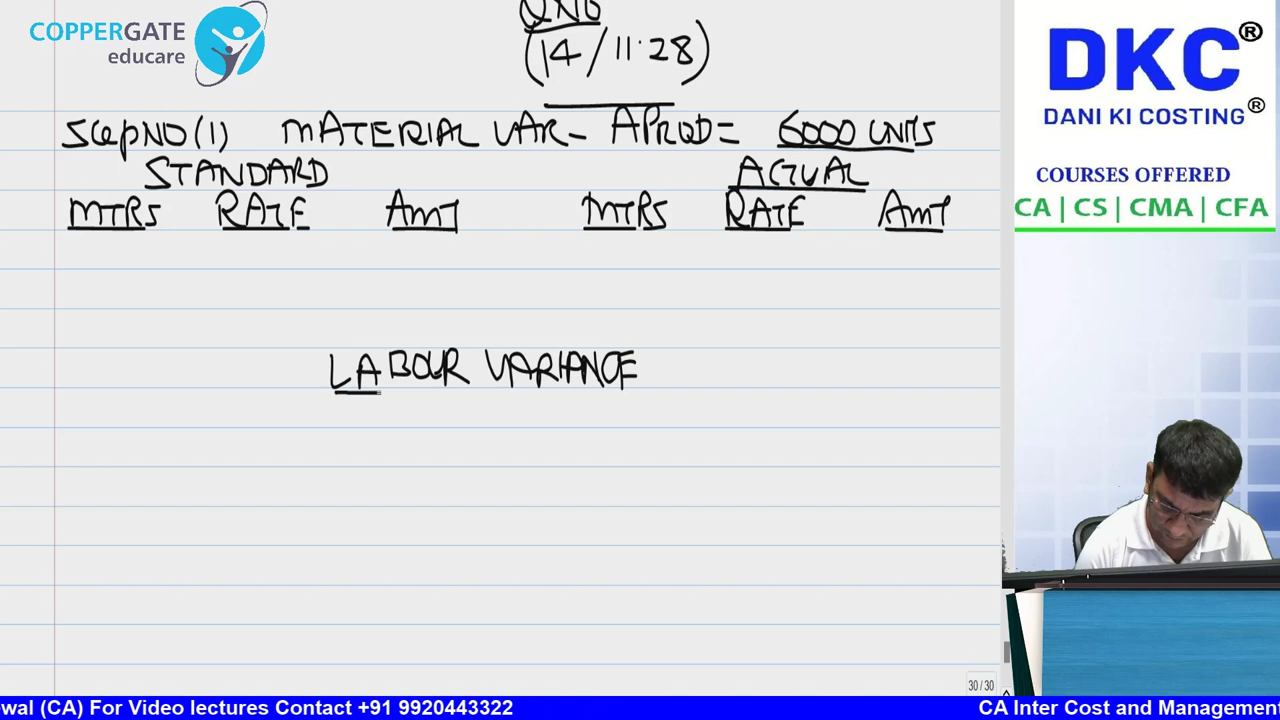 COPPERGATE
educare
QNO
(14/11.28)
STEPNO(1) MATERIAL VAR- APROD= 6000 UNITS
STANDARD ACTUAL
MTRS RATE AMT MTRS RATE AMT
LABOUR VARIANCE
30/30
DKC®
DANI KI COSTING®
COURSES OFFERED
CA | CS | CMA | CFA
wal (CA) For Video lectures Contact +91 9920443322 CA Inter Cost and Management